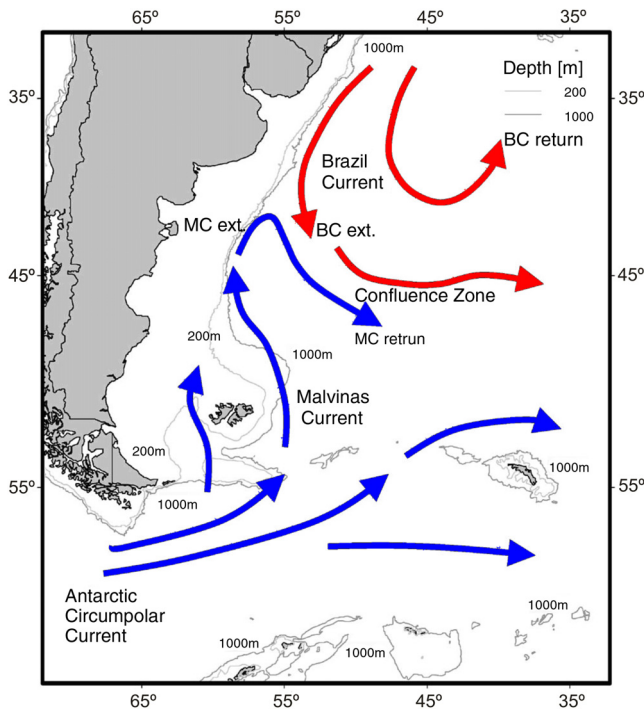 65º 55º 45º 35º
1000m
Depth [m]
200
1000
35º 35º
BC return
Brazil
Current
MC ext. BC ext.
45º 45º
Confluence Zone
200m 1000m MC retrun
Malvinas
Current
200m
1000m
1000m
55º 55º
Antarctic
Circumpolar
Current
1000m
1000m
1000m
65º 55º 45º 35º